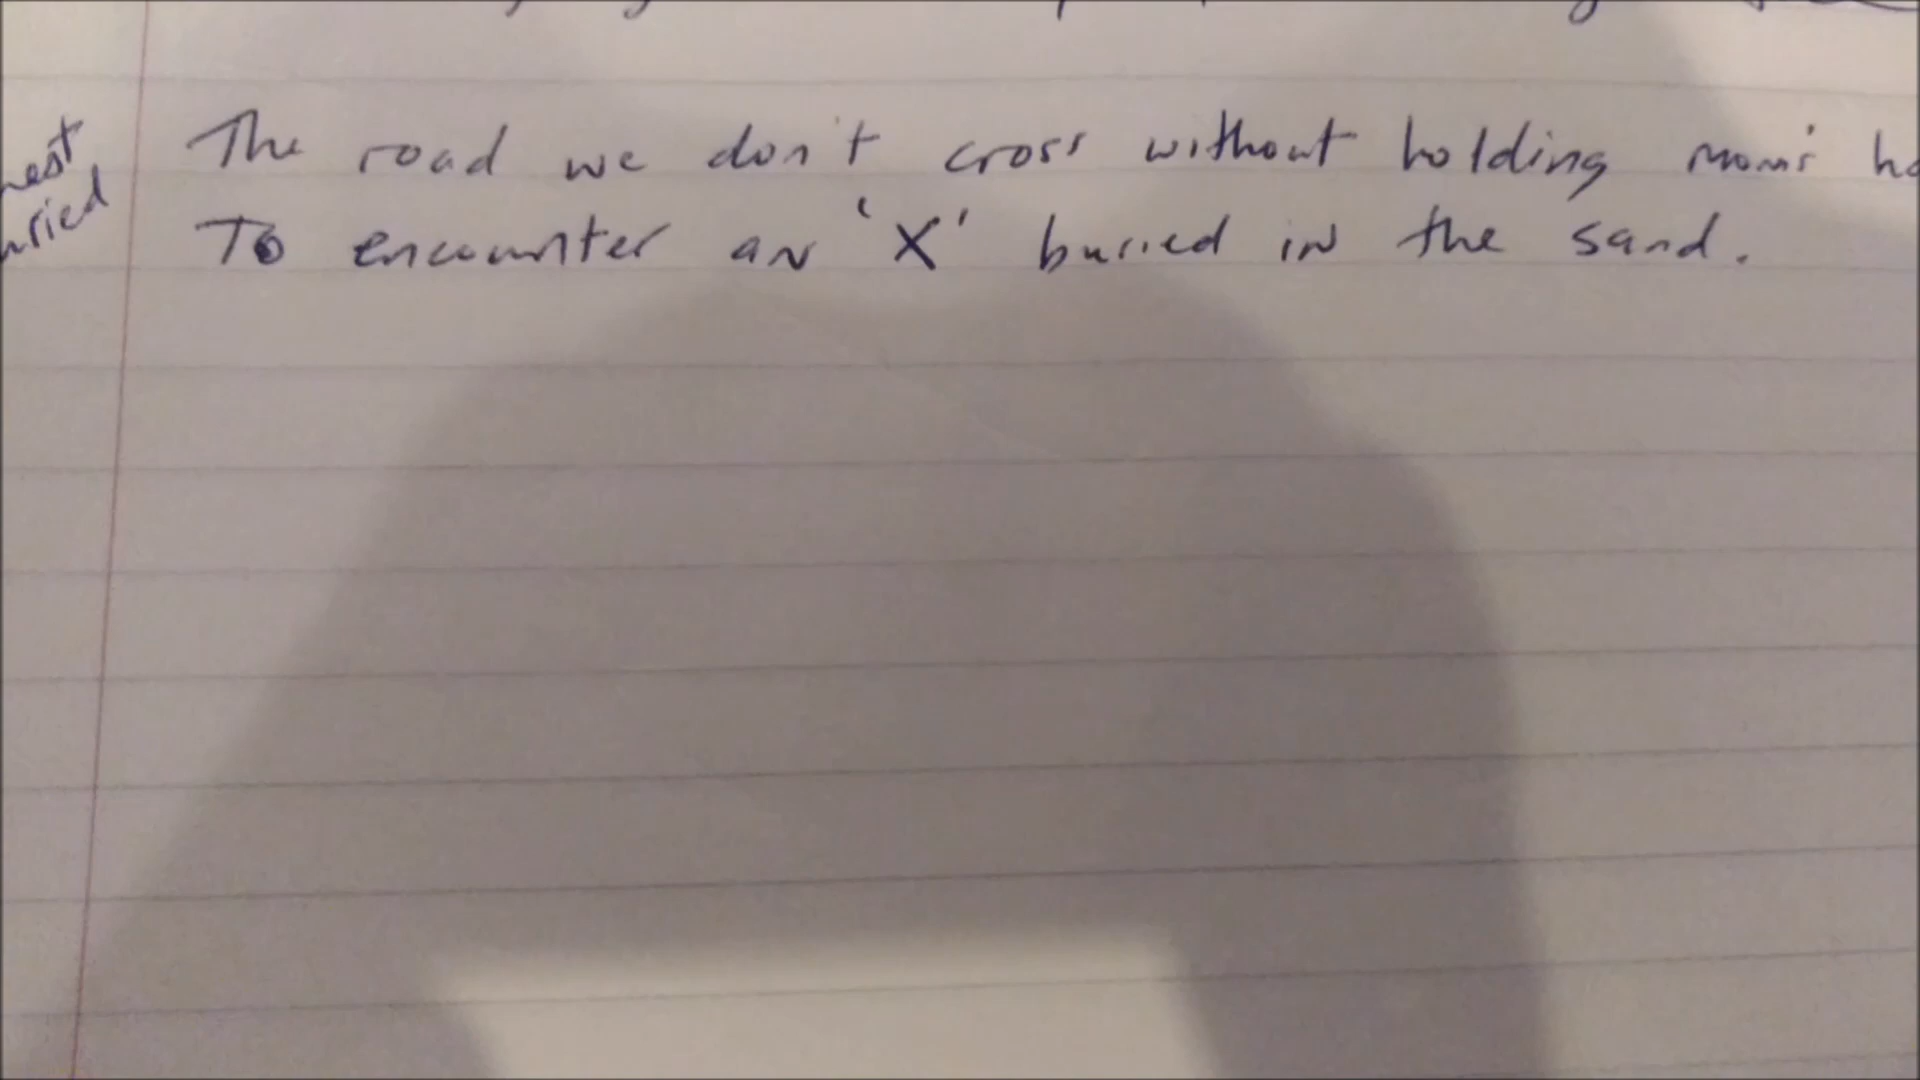 The road we don't cross without holding mom's
To encounter an 'X' buried in the sand.